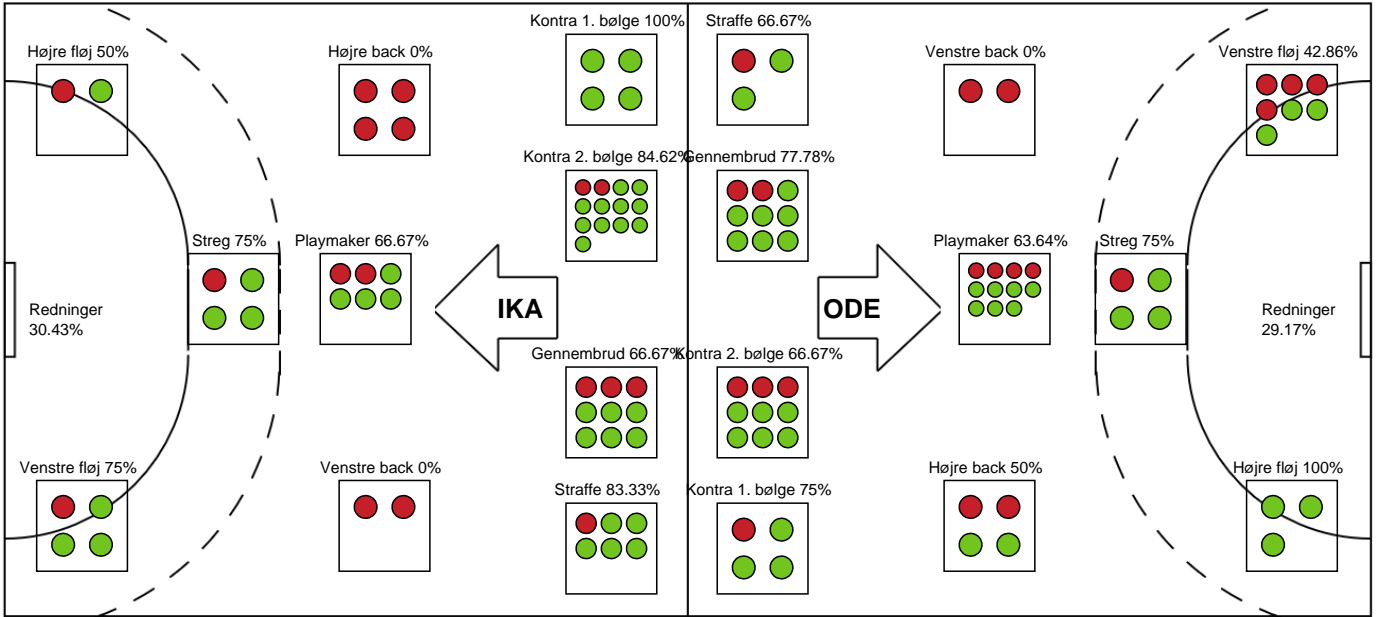 Kontra 1. bølge 100%
Straffe 66.67%
Højre fløj 50%
Højre back 0%
Venstre back 0%
Venstre fløj 42.86%
Kontra 2. bølge 84.62%
Gennembrud 77.78%
Streg 75%
Playmaker 66.67%
Playmaker 63.64%
Streg 75%
IKA
ODE
Redninger
30.43%
Redninger
29.17%
Gennembrud 66.67%
Kontra 2. bølge 66.67%
Venstre fløj 75%
Venstre back 0%
Straffe 83.33%
Kontra 1. bølge 75%
Højre back 50%
Højre fløj 100%